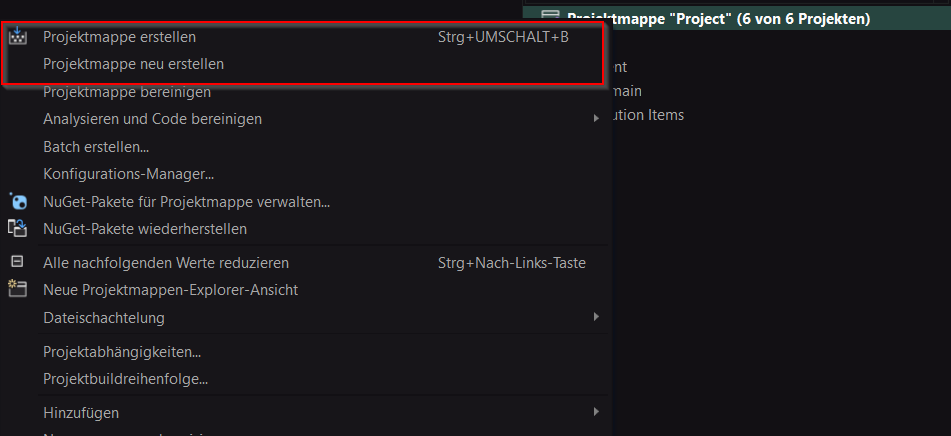 Projektmappe "Project" (6 von 6 Projekten)
Projektmappe erstellen Strg+UMSCHALT+B
Projektmappe neu erstellen
Projektmappe bereinigen
Analysieren und Code bereinigen
Batch erstellen...
Konfigurations-Manager...
NuGet-Pakete für Projektmappe verwalten...
NuGet-Pakete wiederherstellen
Alle nachfolgenden Werte reduzieren Strg+Nach-Links-Taste
Neue Projektmappen-Explorer-Ansicht
Dateischachtelung
Projektabhängigkeiten...
Projektbuildreihenfolge...
Hinzufügen
ent
main
ution Items